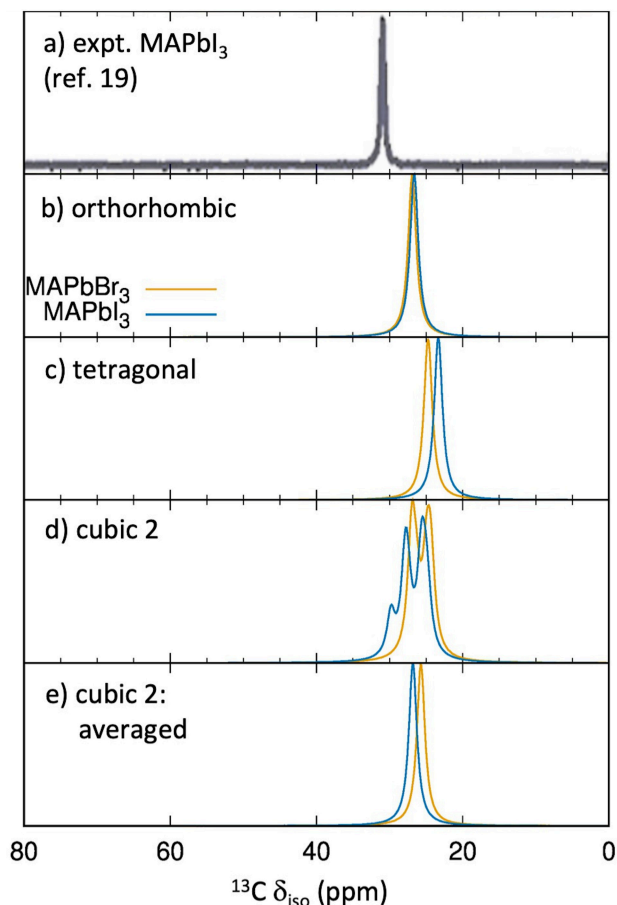 a) expt. MAPbI₃
(ref. 19)
b) orthorhombic
MAPbBr₃
MAPbI₃
c) tetragonal
d) cubic 2
e) cubic 2:
averaged
80 60 40 20 0
¹³C δiso (ppm)